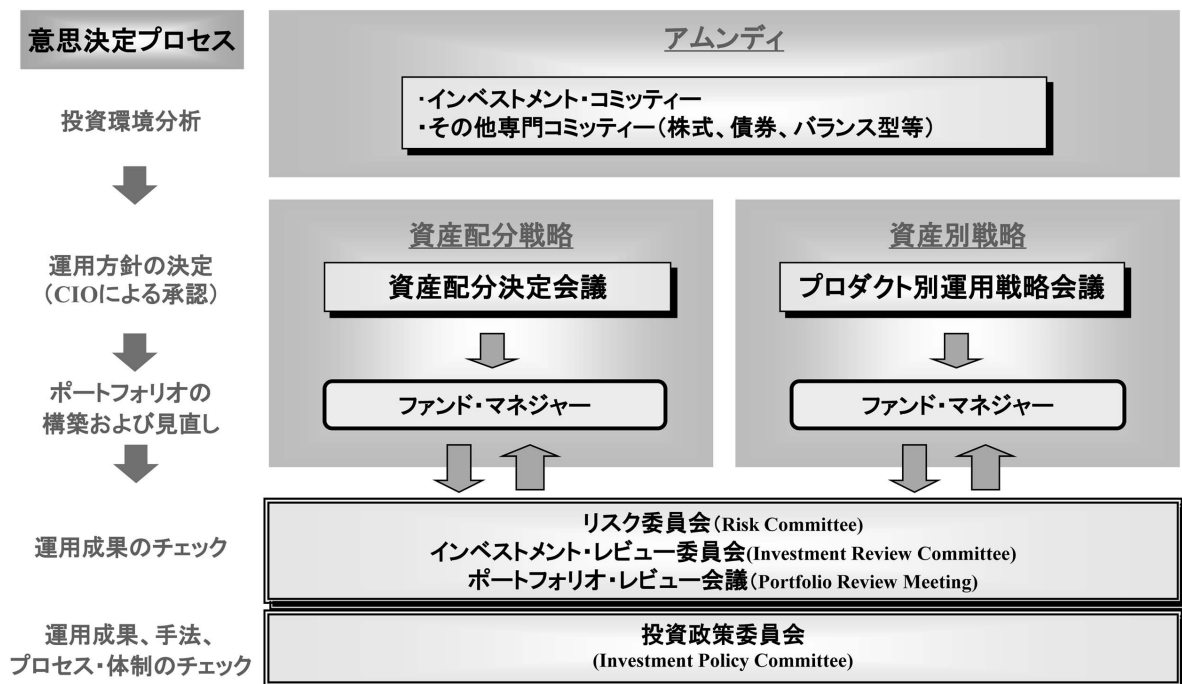 意思決定プロセス
アムンディ
投資環境分析
・インベストメント・コミッティー
・その他専門コミッティー(株式、債券、バランス型等)
運用方針の決定
(CIOによる承認)
資産配分戦略
資産配分決定会議
資産別戦略
プロダクト別運用戦略会議
ポートフォリオの
構築および見直し
ファンド・マネジャー
ファンド・マネジャー
運用成果のチェック
リスク委員会(Risk Committee)
インベストメント・レビュー委員会(Investment Review Committee)
ポートフォリオ・レビュー会議(Portfolio Review Meeting)
運用成果、手法、
プロセス・体制のチェック
投資政策委員会
(Investment Policy Committee)